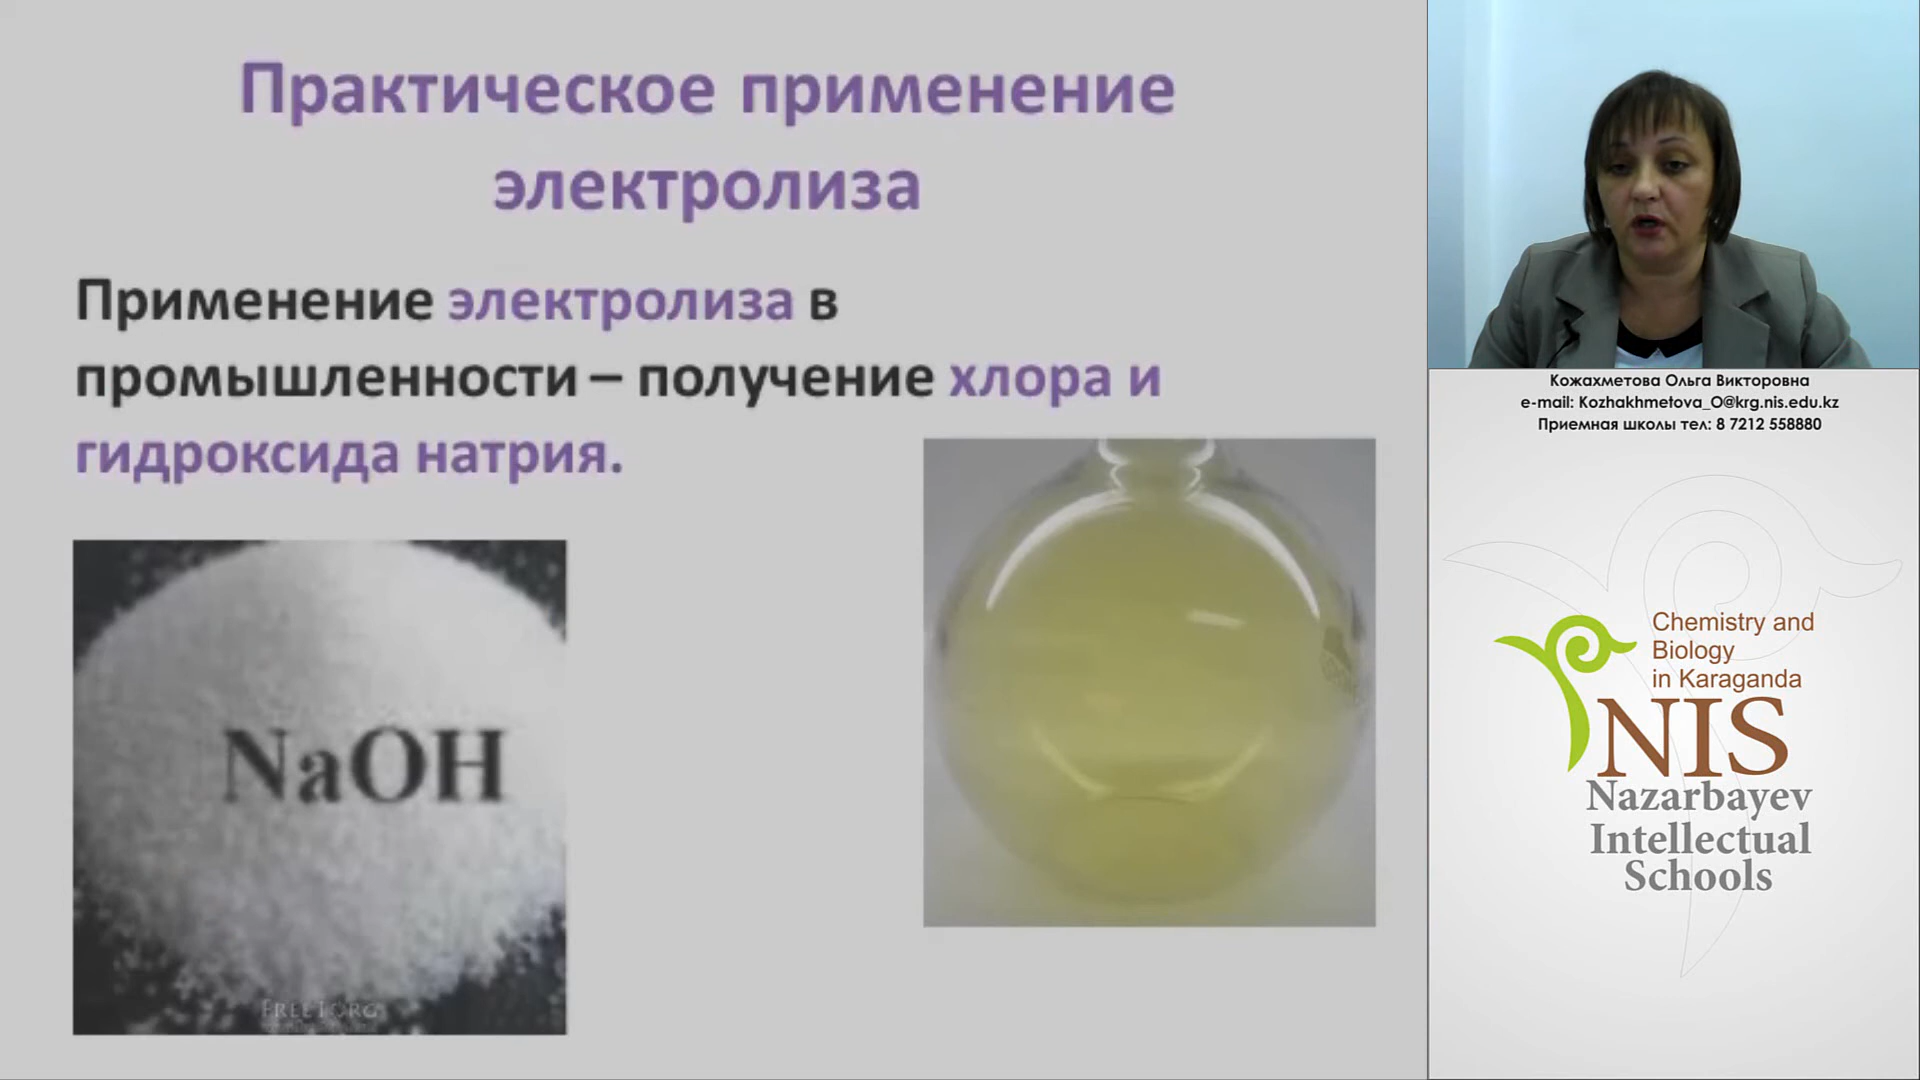 Практическое применение
электролиза
Применение электролиза в
промышленности – получение хлора и
гидроксида натрия.
NaOH
FREETORG
Кожахметова Ольга Викторовна
e-mail: Kozhakhmetova_O@krg.nis.edu.kz
Приемная школы тел: 8 7212 558880
Chemistry and
Biology
in Karaganda
NIS
Nazarbayev
Intellectual
Schools